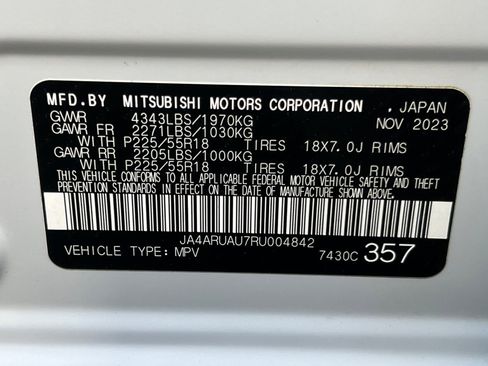 MFD.BY MITSUBISHI MOTORS CORPORATION . JAPAN
GVWR 4343LBS/1970KG NOV 2023
GAWR FR 2271LBS/1030KG
WITH P225/55R18 TIRES 18X7.0J RIMS
GAWR RR 2205LBS/1000KG
WITH P225/55R18 TIRES 18X7.0J RIMS
THIS VEHICLE CONFORMS TO ALL APPLICABLE FEDERAL MOTOR VEHICLE SAFETY AND THEFT
PREVENTION STANDARDS IN EFFECT ON THE DATE OF MANUFACTURE SHOWN ABOVE.
JA4ARUAU7RU004842
VEHICLE TYPE: MPV 7430C 357